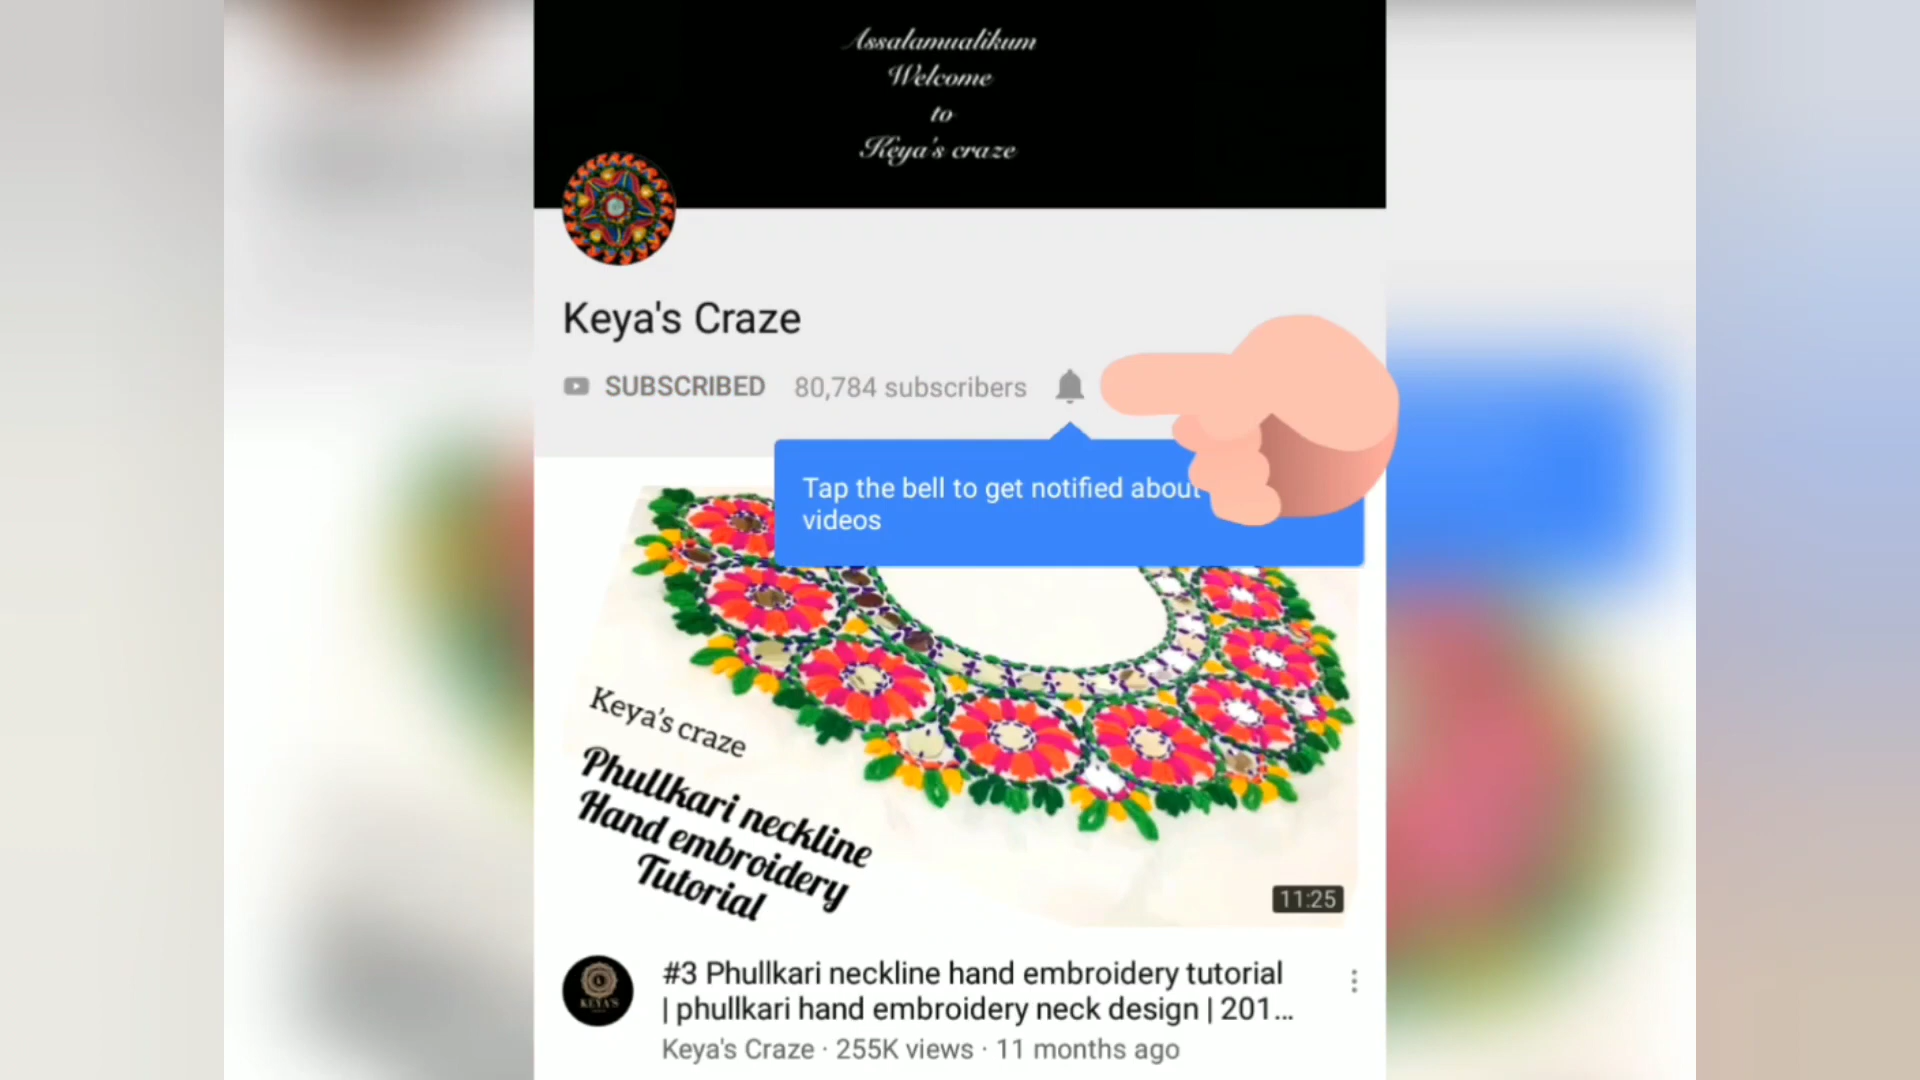 Assalamualikum
Welcome
to
Keya's craze
Keya's Craze
SUBSCRIBED 80,784 subscribers
Tap the bell to get notified about
videos
Keya's craze
Phullkari neckline
Hand embroidery
Tutorial
11:25
KEYA'S
#3 Phullkari neckline hand embroidery tutorial
| phullkari hand embroidery neck design | 201...
Keya's Craze · 255K views · 11 months ago